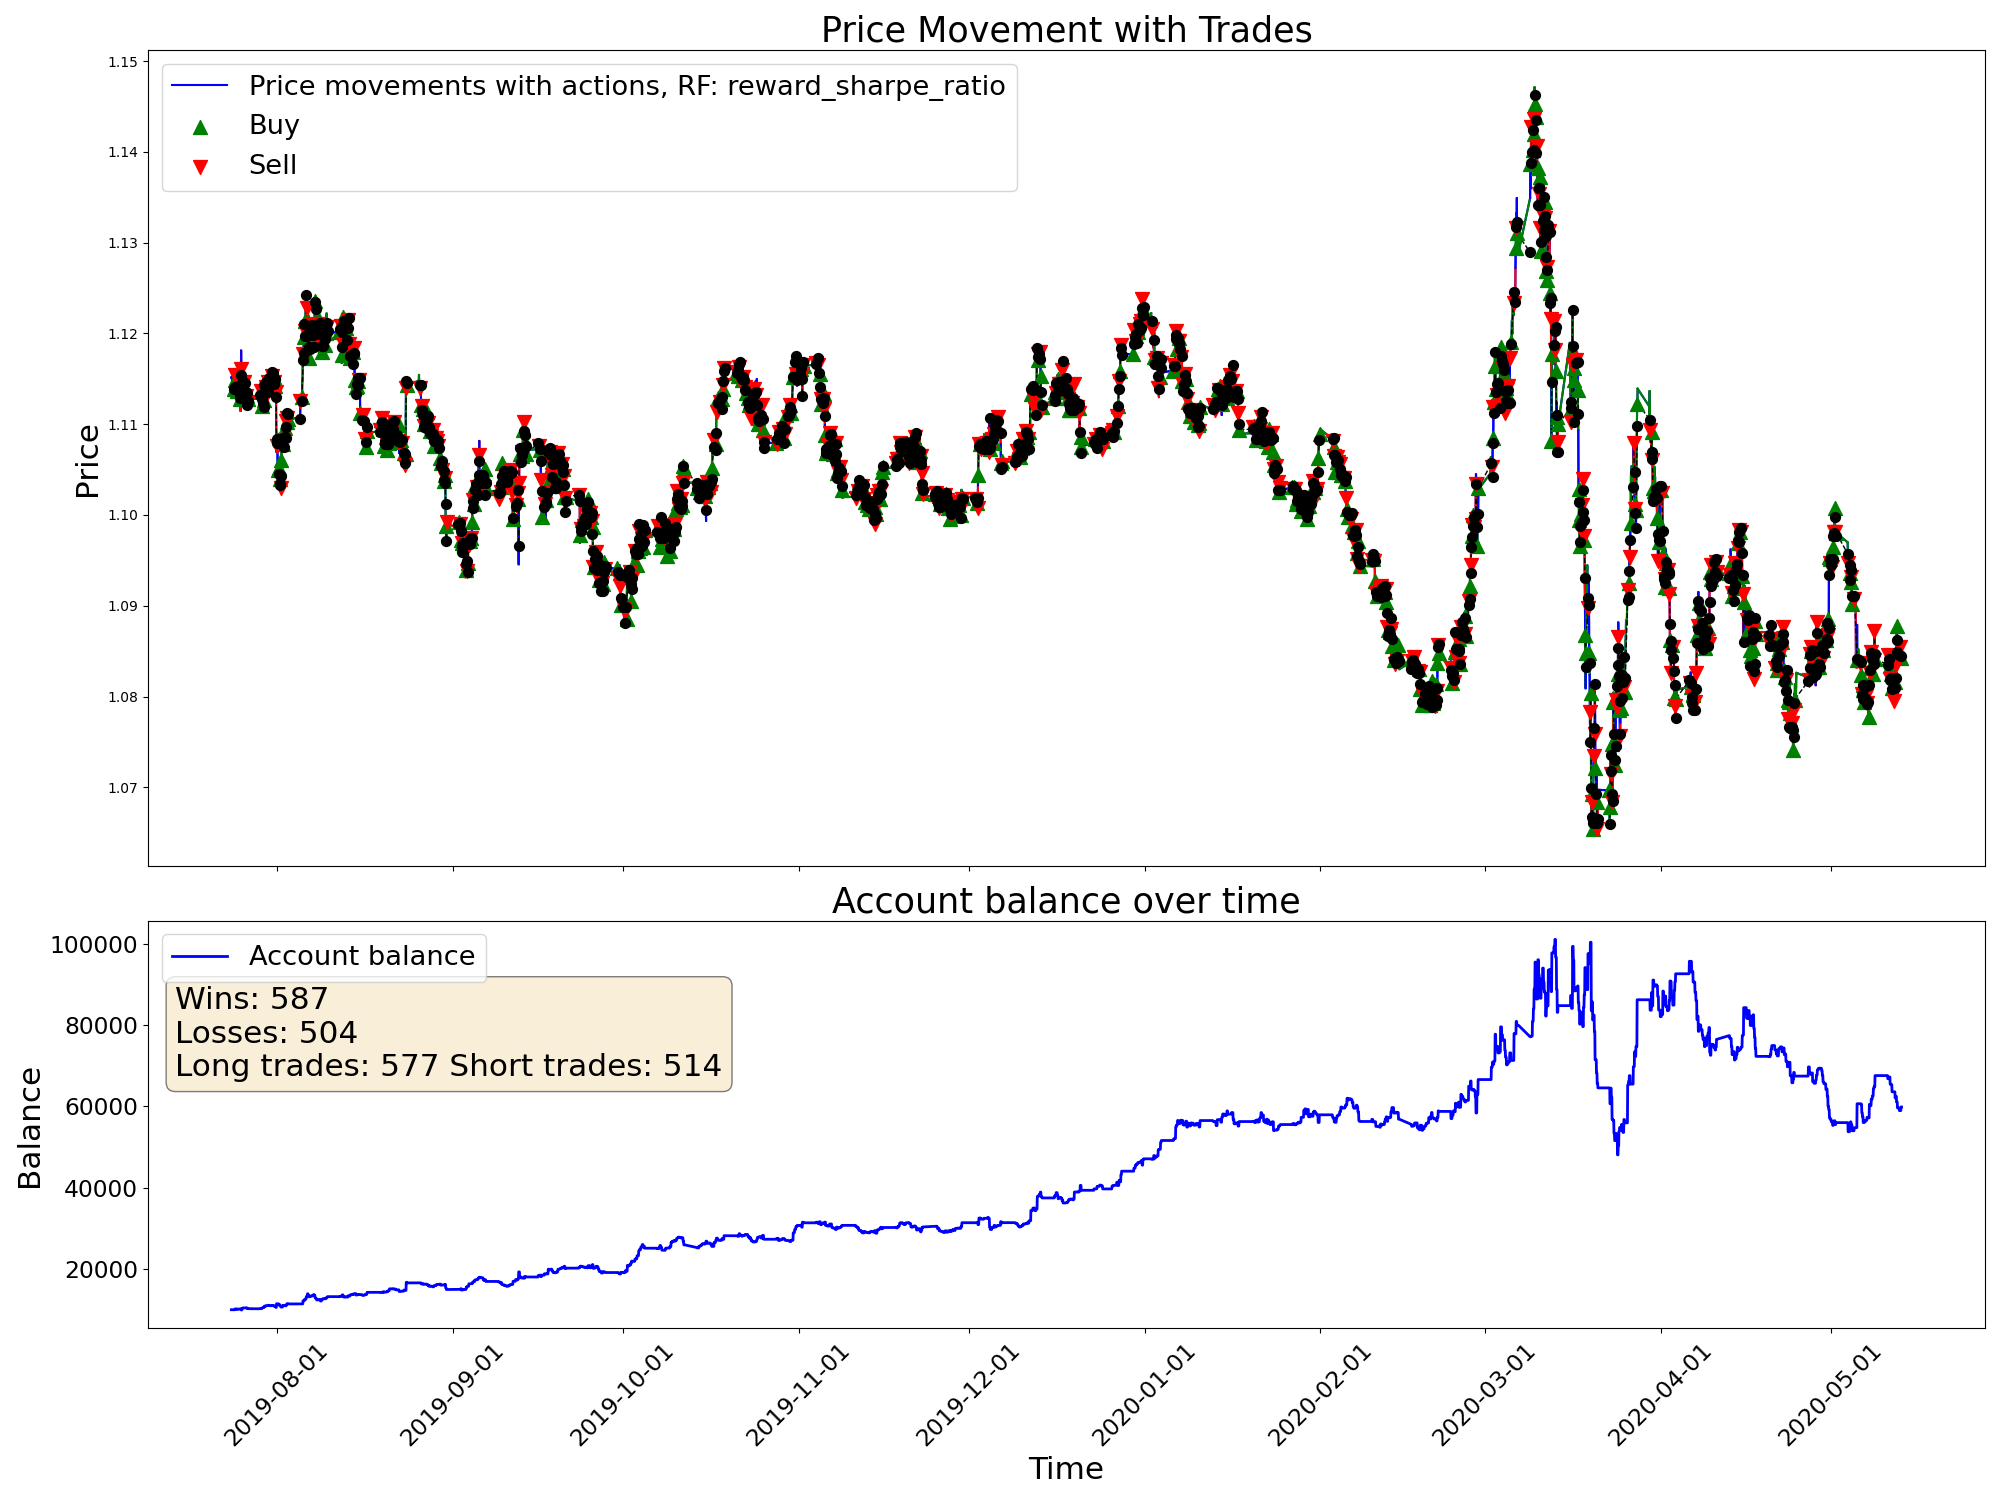 Price Movement with Trades
Price movements with actions, RF: reward_sharpe_ratio
Buy
Sell
Price
1.15
1.14
1.13
1.12
1.11
1.10
1.09
1.08
1.07
Account balance over time
Account balance
Wins: 587
Losses: 504
Long trades: 577 Short trades: 514
Balance
100000
80000
60000
40000
20000
2019-08-01
2019-09-01
2019-10-01
2019-11-01
2019-12-01
2020-01-01
2020-02-01
2020-03-01
2020-04-01
2020-05-01
Time